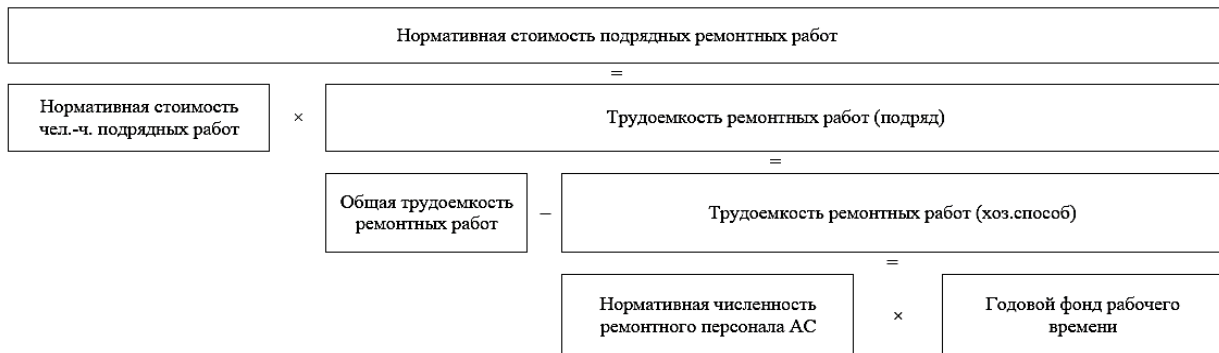 Нормативная стоимость подрядных ремонтных работ
=
Нормативная стоимость
чел.-ч. подрядных работ
×
Трудоемкость ремонтных работ (подряд)
=
Общая трудоемкость
ремонтных работ
–
Трудоемкость ремонтных работ (хоз.способ)
=
Нормативная численность
ремонтного персонала АС
×
Годовой фонд рабочего
времени